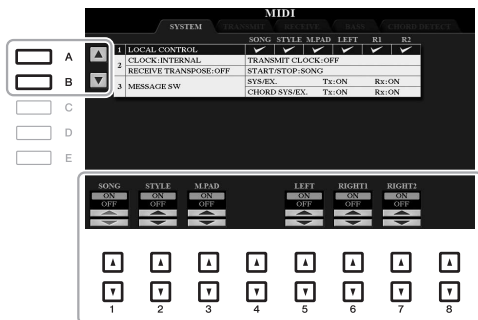 MIDI
SYSTEM TRANSMIT RECEIVE BASS CHORD DETECT
SONG STYLE M.PAD LEFT R1 R2
1 LOCAL CONTROL
2 CLOCK:INTERNAL TRANSMIT CLOCK:OFF
RECEIVE TRANSPOSE:OFF START/STOP:SONG
3 MESSAGE SW SYS/EX. Tx:ON Rx:ON
CHORD SYS/EX. Tx:ON Rx:ON
A
B
C
D
E
SONG STYLE M.PAD LEFT RIGHT1 RIGHT2
ON ON ON ON ON ON
OFF OFF OFF OFF OFF OFF
1 2 3 4 5 6 7 8